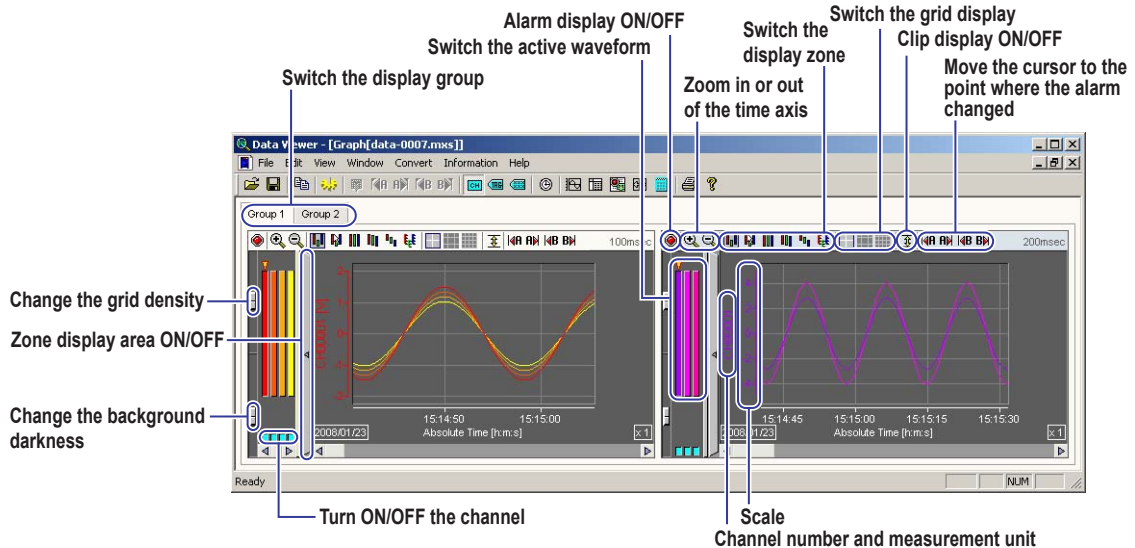 Alarm display ON/OFF
Switch the active waveform
Switch the display group
Zoom in or out
of the time axis
Switch the
display zone
Switch the grid display
Clip display ON/OFF
Move the cursor to the
point where the alarm
changed
Data Viewer - [Graph[data-0007.mxs]]
File Edit View Window Convert Information Help
Group 1 Group 2
100msec
200msec
Change the grid density
Zone display area ON/OFF
Change the background
darkness
2
1
0
-1
-2
15:14:50 15:15:00
2008/01/23 Absolute Time [h:m:s] x 1
15:14:45 15:15:00 15:15:15 15:15:30
2008/01/23 Absolute Time [h:m:s] x 1
Ready
NUM
Turn ON/OFF the channel
Scale
Channel number and measurement unit